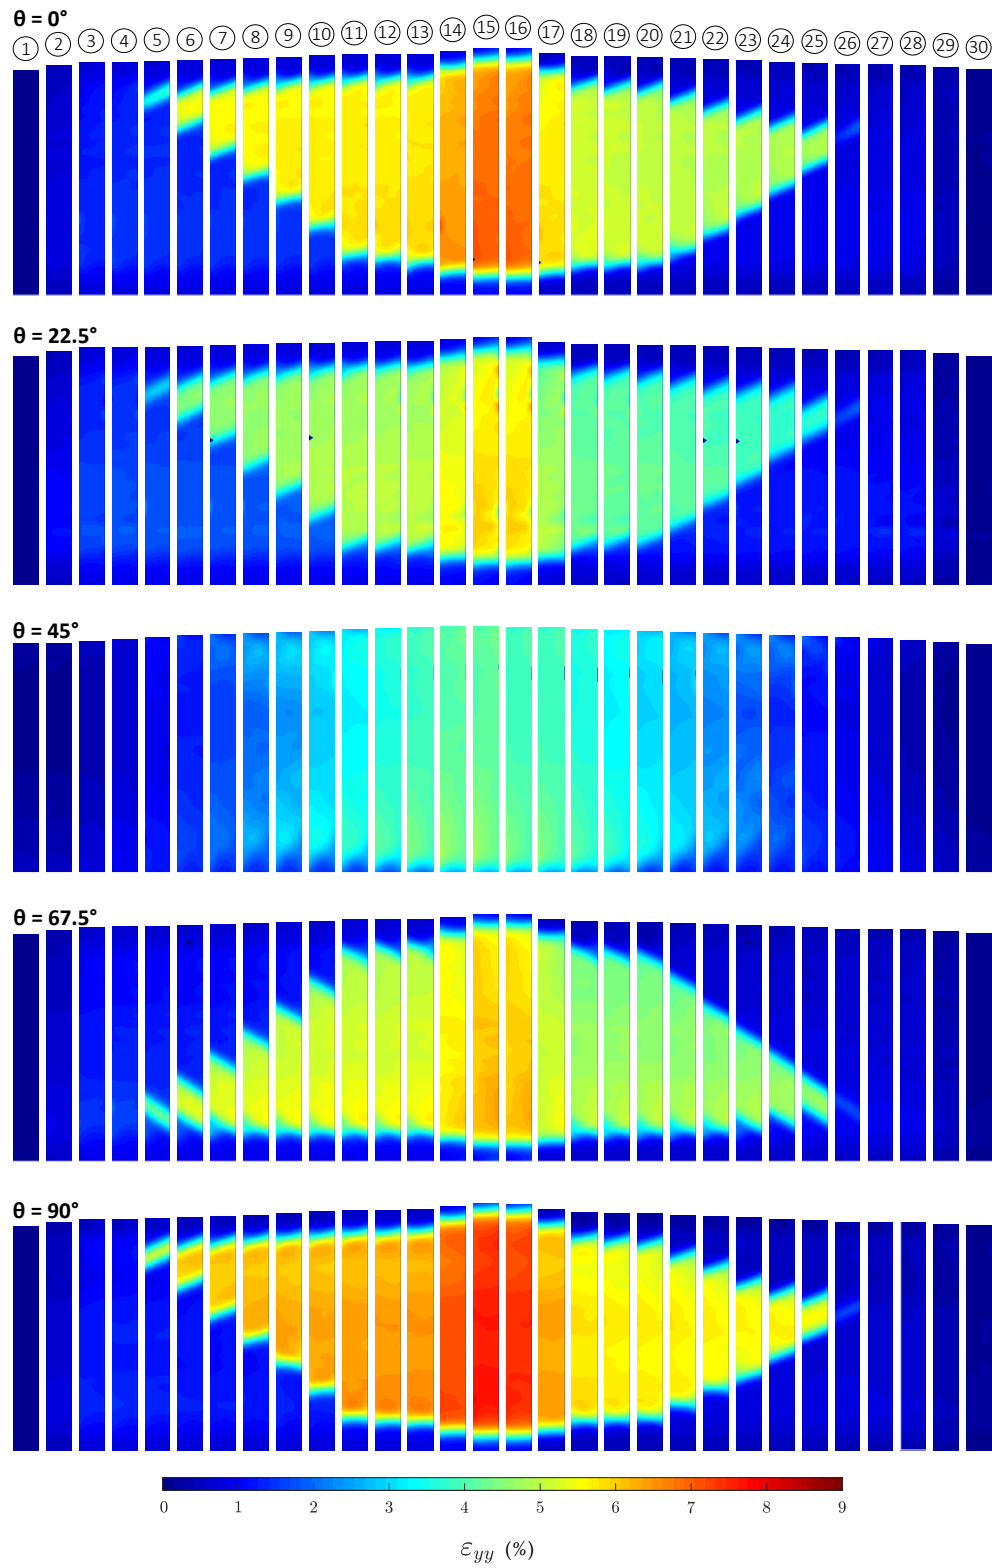 θ = 0°
① ② ③ ④ ⑤ ⑥ ⑦ ⑧ ⑨ ⑩ ⑪ ⑫ ⑬ ⑭ ⑮ ⑯ ⑰ ⑱ ⑲ ⑳ ㉑ ㉒ ㉓ ㉔ ㉕ ㉖ ㉗ ㉘ ㉙ ㉚
θ = 22.5°
θ = 45°
θ = 67.5°
θ = 90°
0 1 2 3 4 5 6 7 8 9
εyy (%)